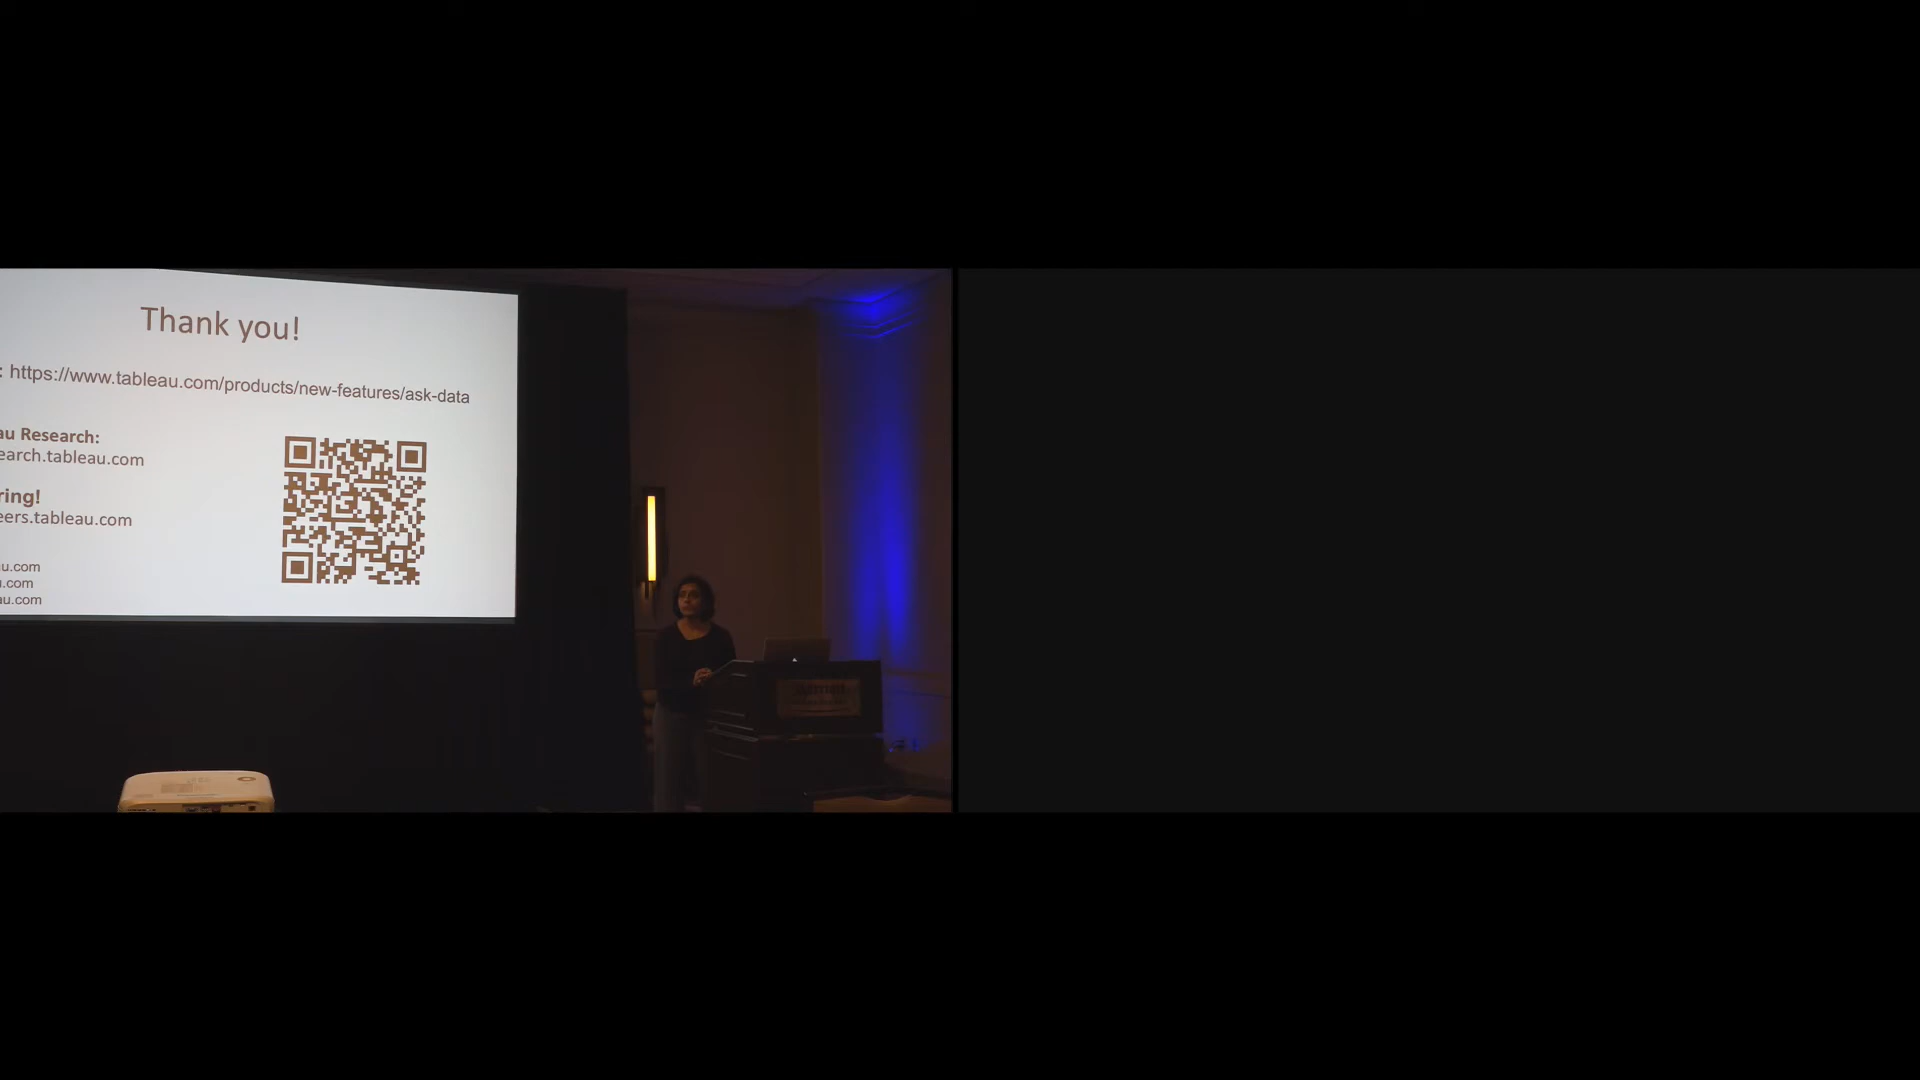 Thank you!
: https://www.tableau.com/products/new-features/ask-data
au Research:
earch.tableau.com
ring!
eers.tableau.com
u.com
.com
au.com